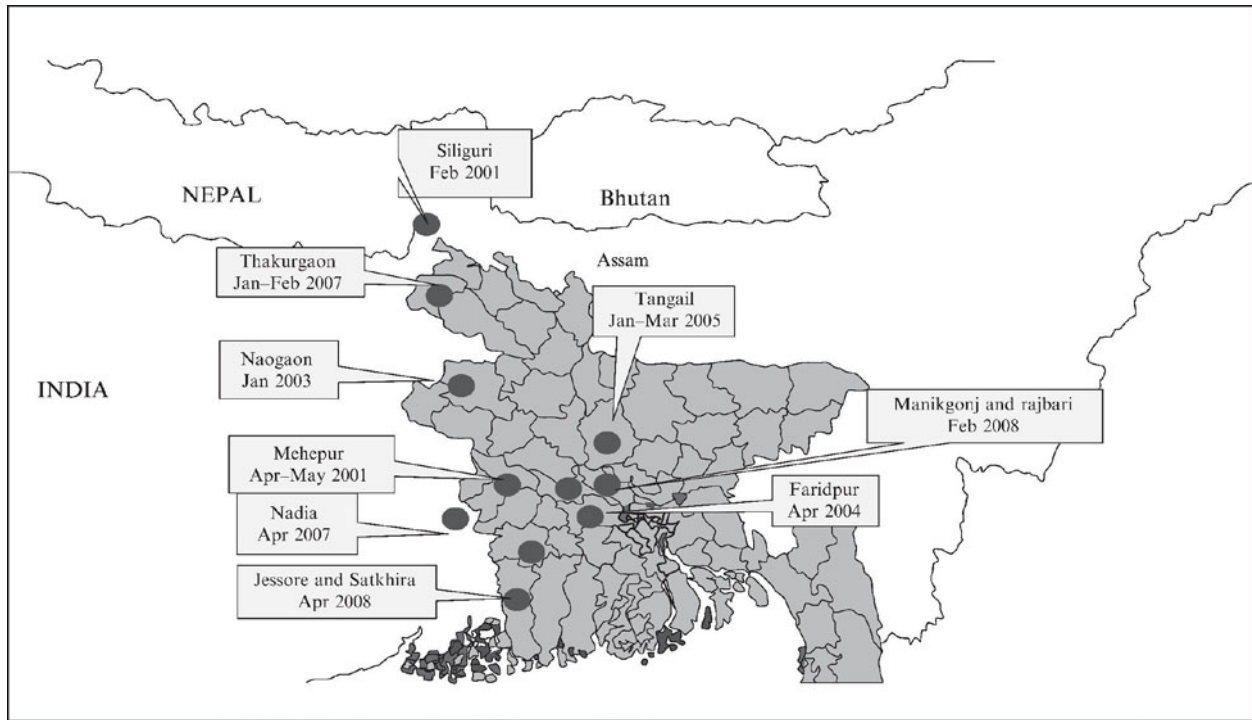 Siliguri
Feb 2001
NEPAL
Bhutan
Thakurgaon
Jan–Feb 2007
Assam
Tangail
Jan–Mar 2005
Naogaon
Jan 2003
INDIA
Manikgonj and rajbari
Feb 2008
Mehepur
Apr–May 2001
Faridpur
Apr 2004
Nadia
Apr 2007
Jessore and Satkhira
Apr 2008